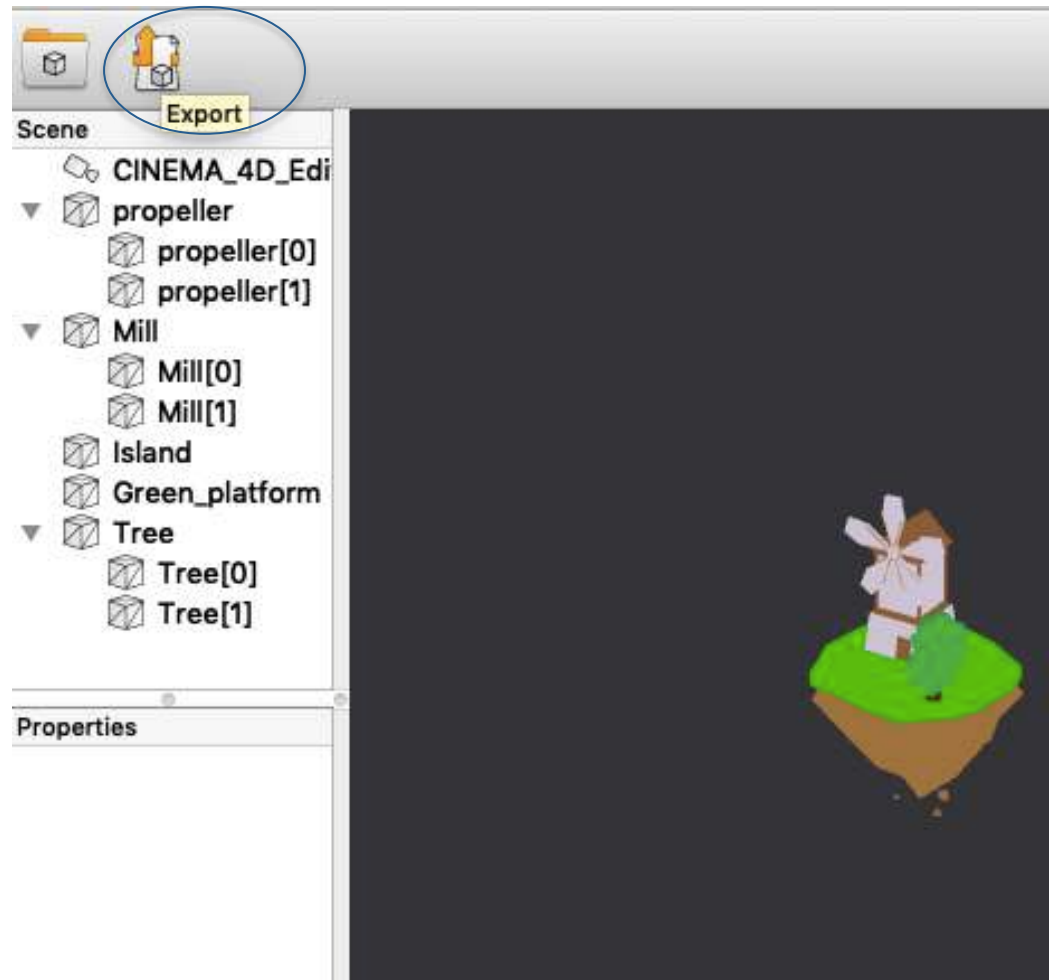 Export
Scene
CINEMA_4D_Edi
propeller
propeller[0]
propeller[1]
Mill
Mill[0]
Mill[1]
Island
Green_platform
Tree
Tree[0]
Tree[1]
Properties